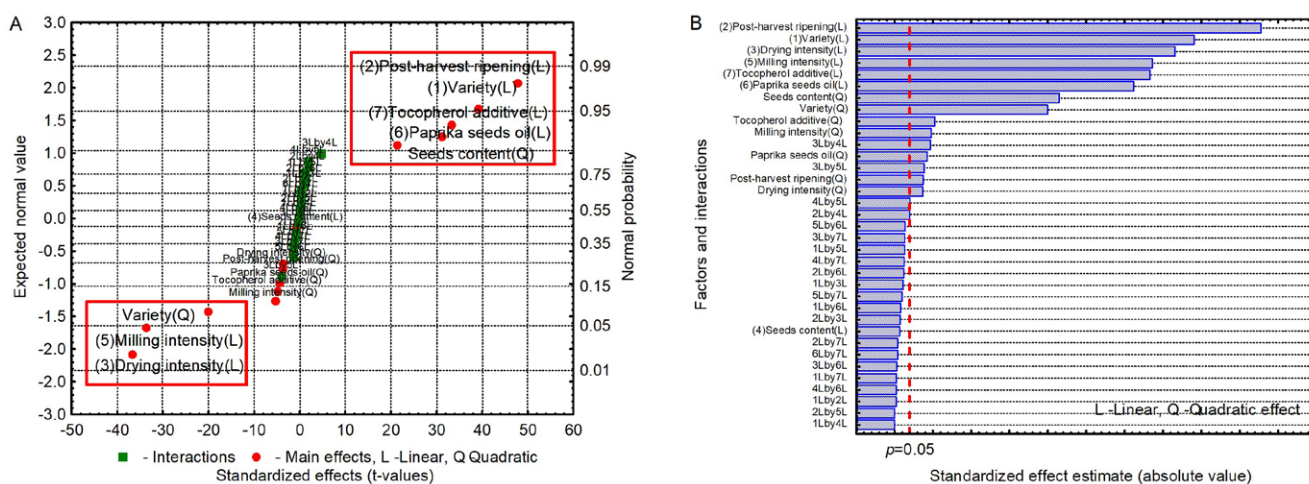 A
3.0
2.5
2.0
1.5
1.0
0.5
0.0
-0.5
-1.0
-1.5
-2.0
-2.5
-3.0
Expected normal value
(2)Post-harvest ripening(L)
(1)Variety(L)
(7)Tocopherol additive(L)
(6)Paprika seeds oil(L)
Seeds content(Q)
3Lby4L
4Lby5L
(4)Seeds content(L)
Drying intensity(Q)
Post-harvest ripening(Q)
Paprika seeds oil(Q)
Tocopherol additive(Q)
Milling intensity(Q)
Variety(Q)
(5)Milling intensity(L)
(3)Drying intensity(L)
0.99
0.95
0.75
0.55
0.35
0.15
0.05
0.01
Normal probability
-50 -40 -30 -20 -10 0 10 20 30 40 50 60
- Interactions - Main effects, L -Linear, Q Quadratic
Standardized effects (t-values)
B
Factors and interactions
(2)Post-harvest ripening(L)
(1)Variety(L)
(3)Drying intensity(L)
(5)Milling intensity(L)
(7)Tocopherol additive(L)
(6)Paprika seeds oil(L)
Seeds content(Q)
Variety(Q)
Tocopherol additive(Q)
Milling intensity(Q)
3Lby4L
Paprika seeds oil(Q)
3Lby5L
Post-harvest ripening(Q)
Drying intensity(Q)
4Lby5L
2Lby4L
5Lby6L
3Lby7L
1Lby5L
4Lby7L
2Lby6L
1Lby3L
5Lby7L
1Lby6L
2Lby3L
(4)Seeds content(L)
2Lby7L
6Lby7L
3Lby6L
1Lby7L
4Lby6L
1Lby2L
2Lby5L
1Lby4L
L -Linear, Q -Quadratic effect
p=0.05
Standardized effect estimate (absolute value)